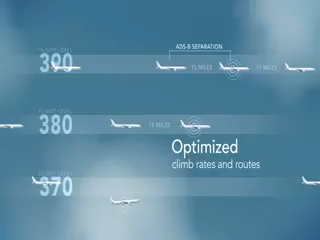 ADS-B SEPARATION
FLIGHT LEVEL
390
15 MILES
15 MILES
FLIGHT LEVEL
380
15 MILES
Optimized
climb rates and routes
FLIGHT LEVEL
370